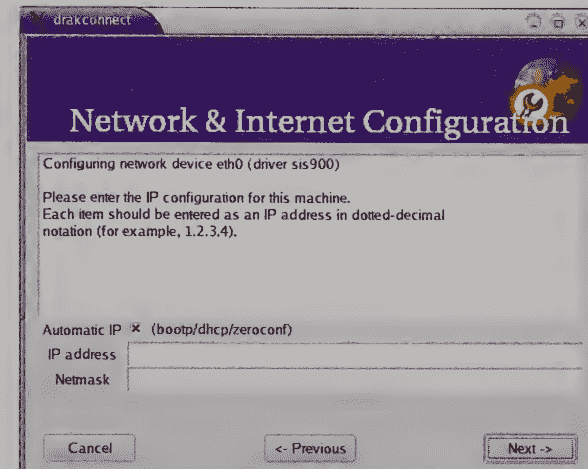 drakconnect
Network & Internet Configuration
Configuring network device eth0 (driver sis900)
Please enter the IP configuration for this machine.
Each item should be entered as an IP address in dotted-decimal
notation (for example, 1.2.3.4).
Automatic IP (bootp/dhcp/zeroconf)
IP address
Netmask
Cancel <- Previous Next ->